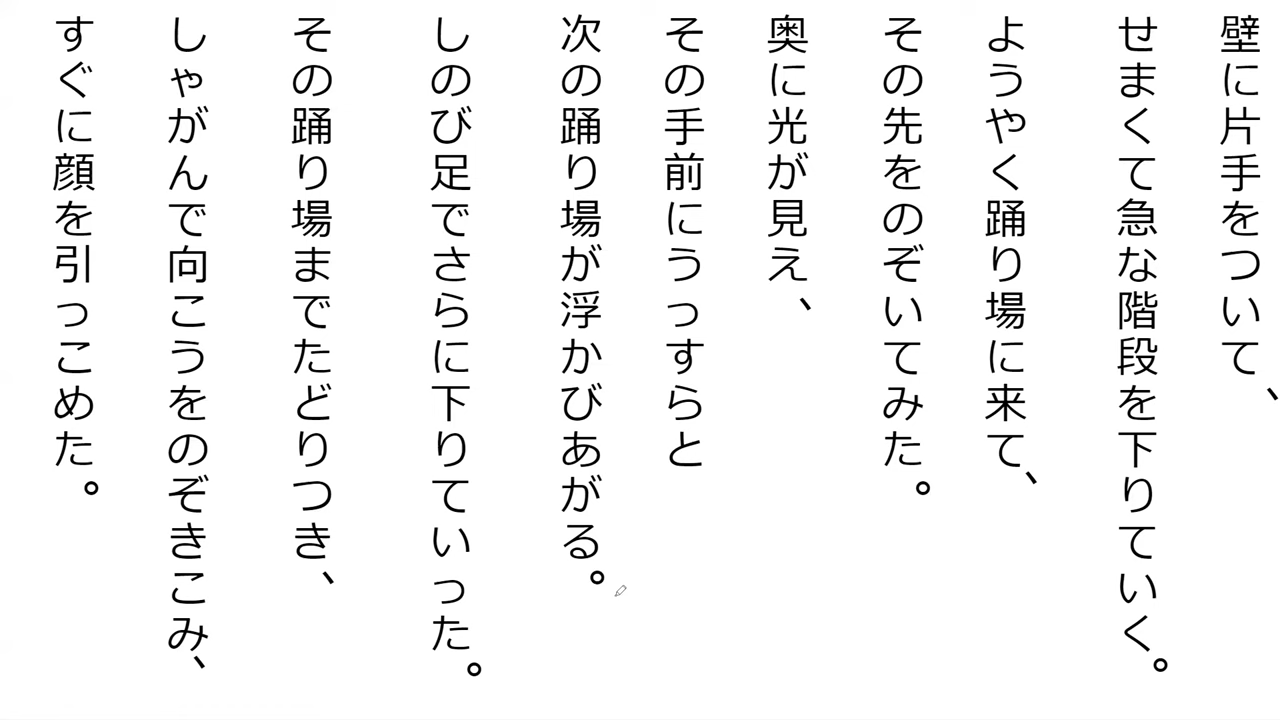 壁に片手をついて、
せまくて急な階段を下りていく。
ようやく踊り場に来て、
その先をのぞいてみた。
奥に光が見え、
その手前にうっすらと
次の踊り場が浮かびあがる。
しのび足でさらに下りていった。
その踊り場までたどりつき、
しゃがんで向こうをのぞきこみ、
すぐに顔を引っこめた。